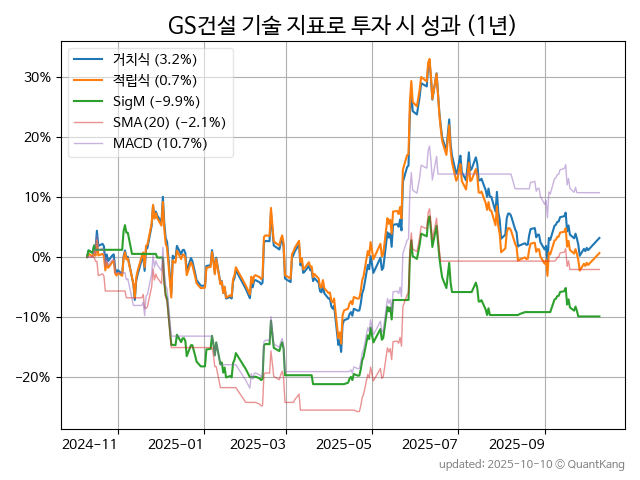 GS건설 기술 지표로 투자 시 성과 (1년)
거치식 (3.2%)
적립식 (0.7%)
SigM (−9.9%)
SMA(20) (−2.1%)
MACD (10.7%)
30%
20%
10%
0%
−10%
−20%
2024-11 2025-01 2025-03 2025-05 2025-07 2025-09
updated: 2025-10-10 © QuantKang